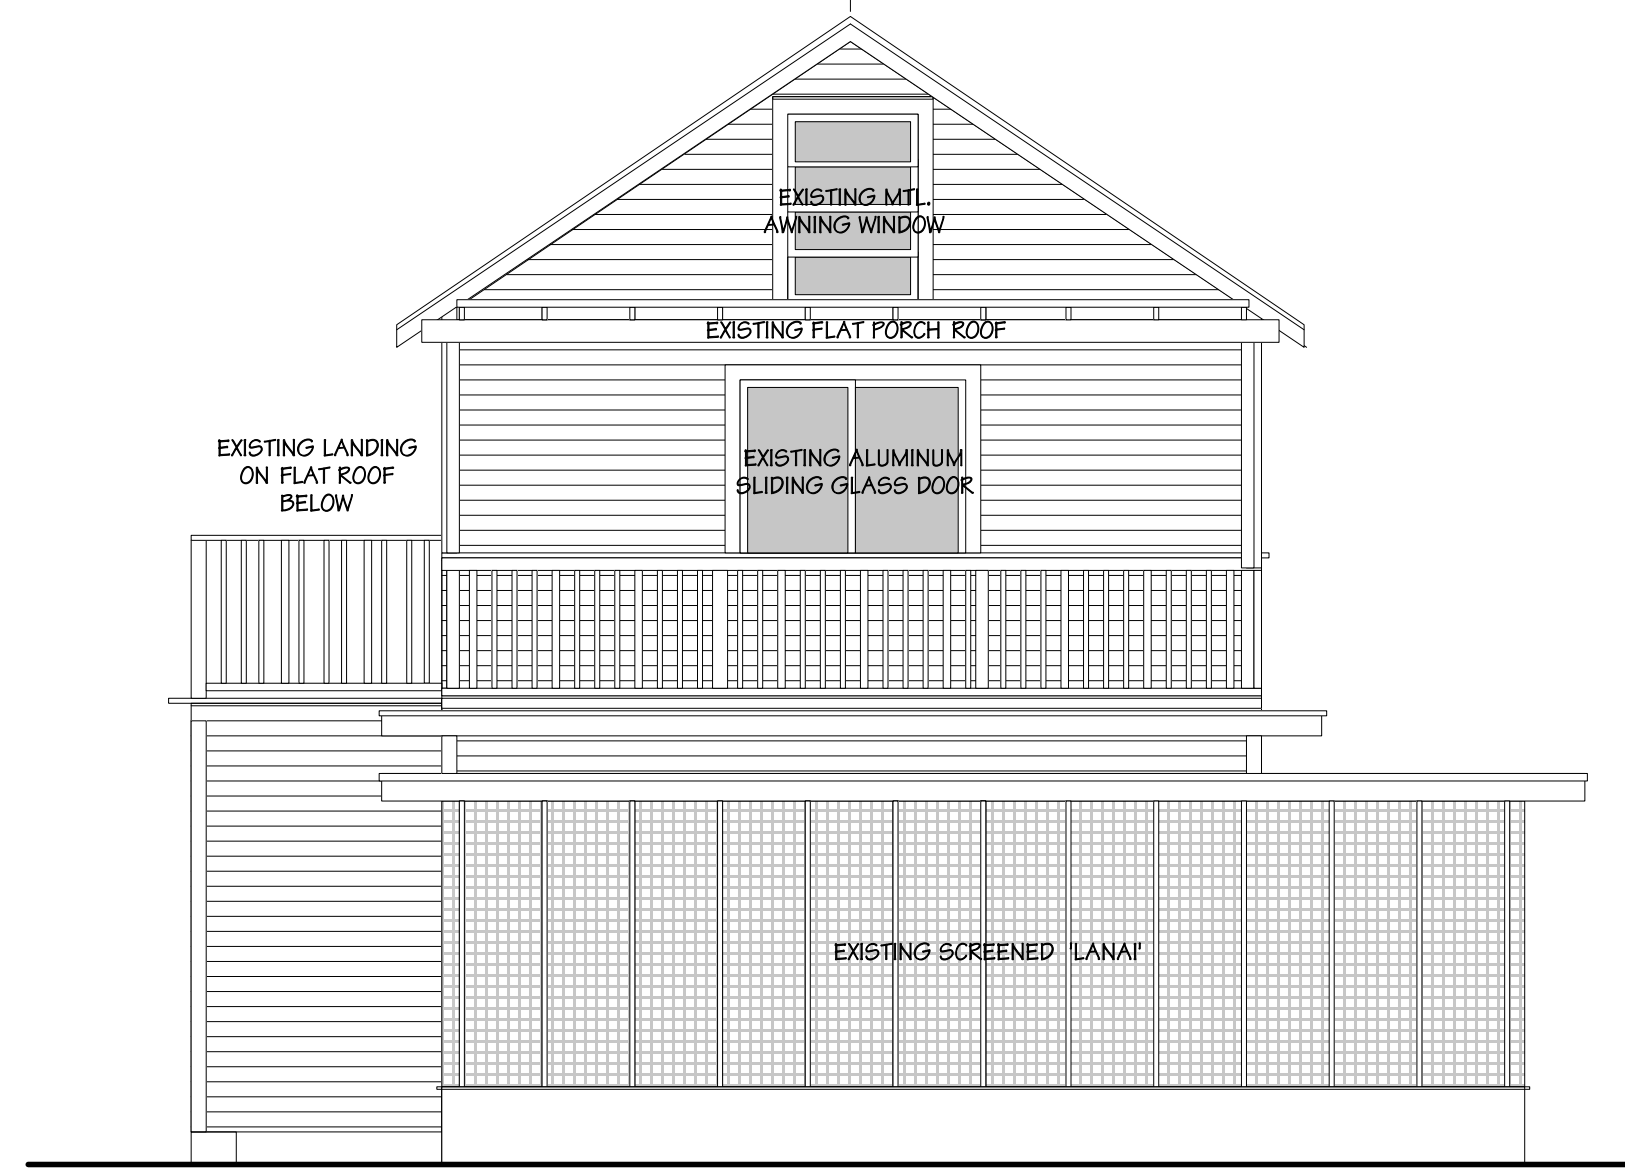 EXISTING MTL.
AWNING WINDOW
EXISTING FLAT PORCH ROOF
EXISTING LANDING
ON FLAT ROOF
BELOW
EXISTING ALUMINUM
SLIDING GLASS DOOR
EXISTING SCREENED 'LANAI'